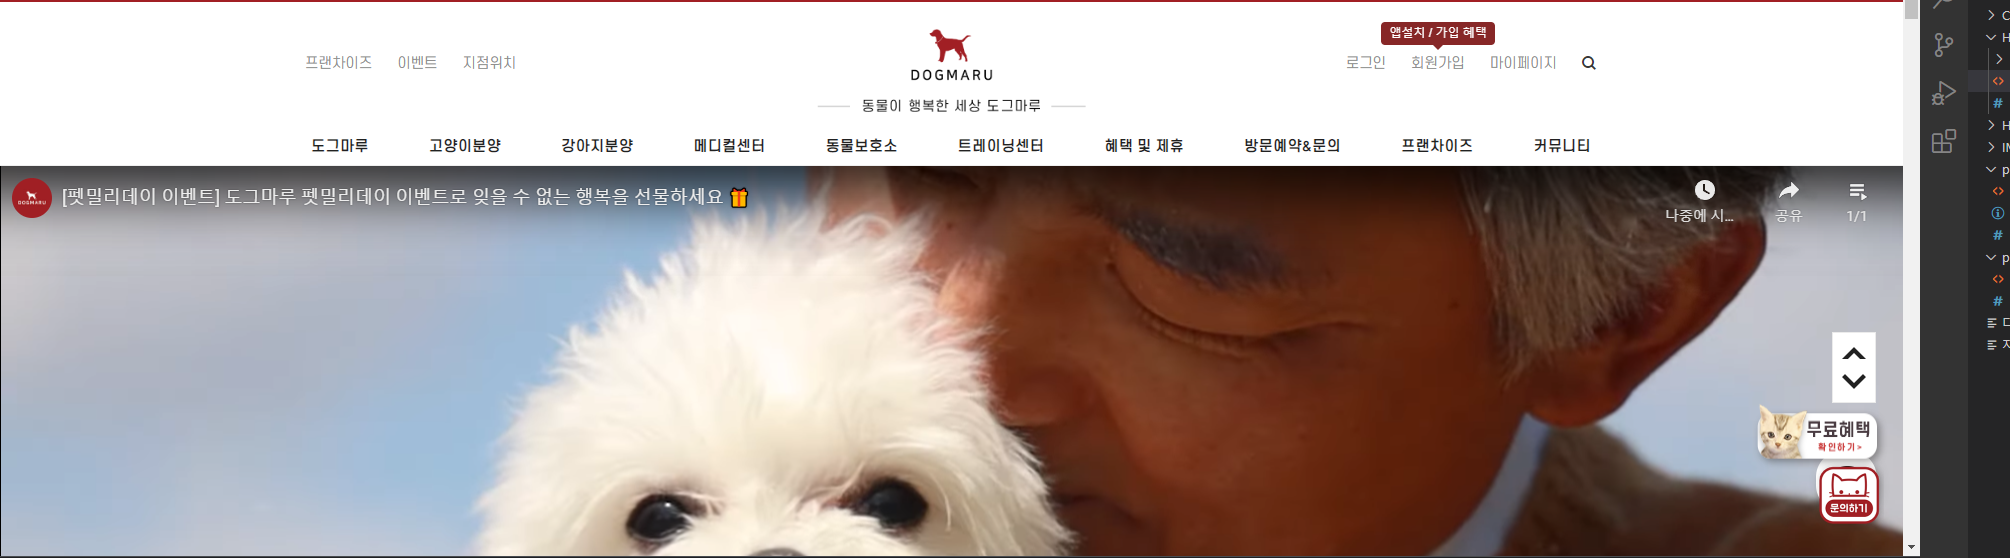 앱설치 / 가입 혜택
프랜차이즈 이벤트 지점위치
로그인 회원가입 마이페이지
DOGMARU
동물이 행복한 세상 도그마루
도그마루 고양이분양 강아지분양 메디컬센터 동물보호소 트레이닝센터 혜택 및 제휴 방문예약&문의 프랜차이즈 커뮤니티
DOGMARU
[펫밀리데이 이벤트] 도그마루 펫밀리데이 이벤트로 잊을 수 없는 행복을 선물하세요
나중에 시...
공유
1/1
무료혜택
확인하기 >
문의하기